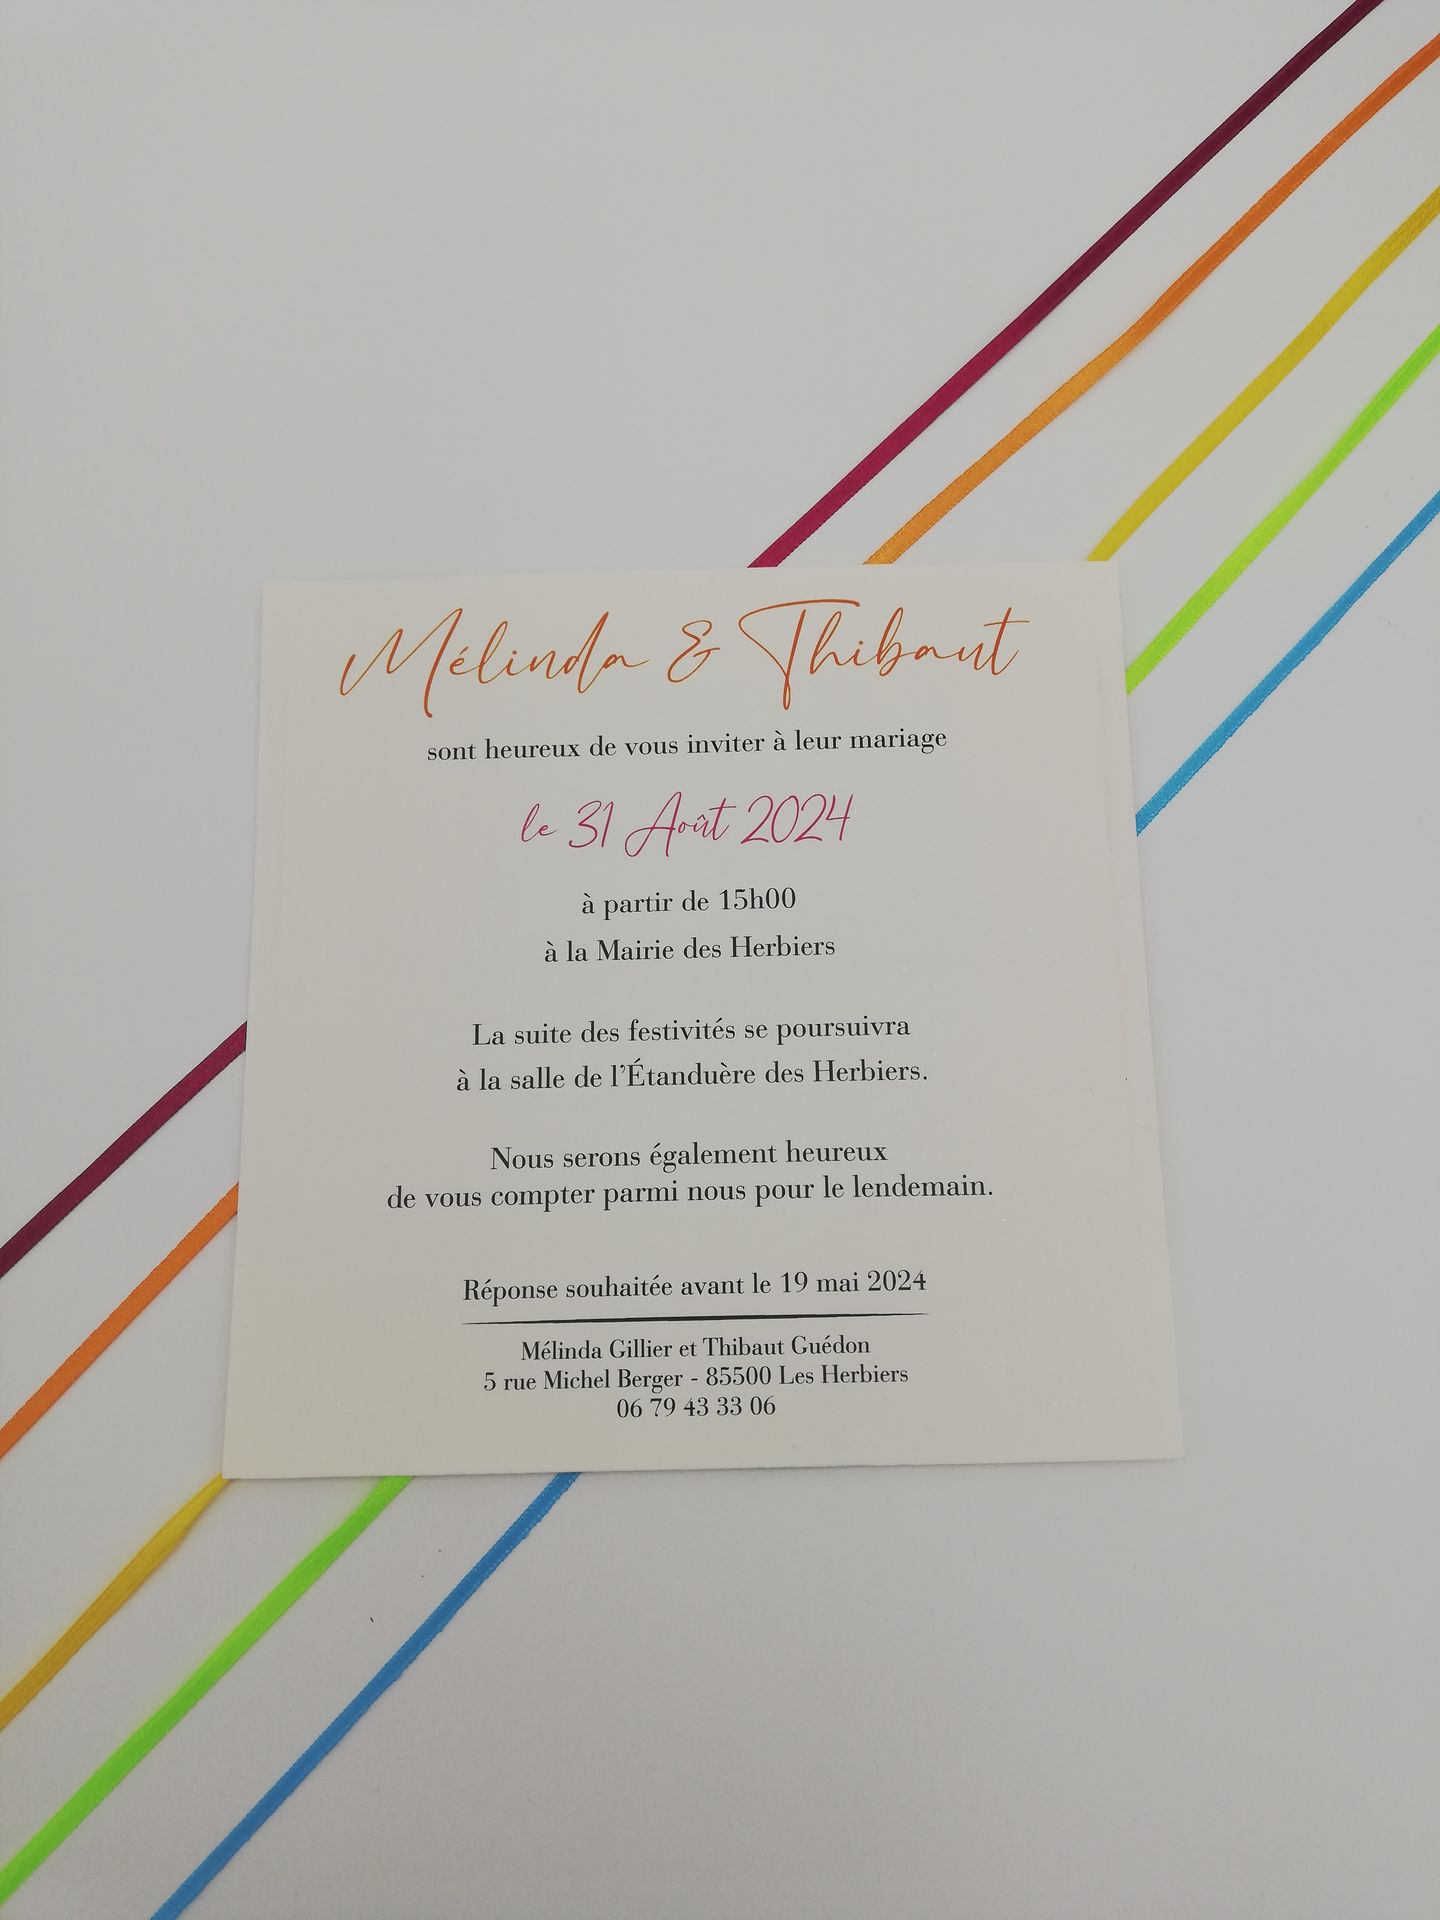 Mélinda & Thibaut
sont heureux de vous inviter à leur mariage
le 31 Août 2024
à partir de 15h00
à la Mairie des Herbiers
La suite des festivités se poursuivra
à la salle de l'Étanduère des Herbiers.
Nous serons également heureux
de vous compter parmi nous pour le lendemain.
Réponse souhaitée avant le 19 mai 2024
Mélinda Gillier et Thibaut Guédon
5 rue Michel Berger - 85500 Les Herbiers
06 79 43 33 06